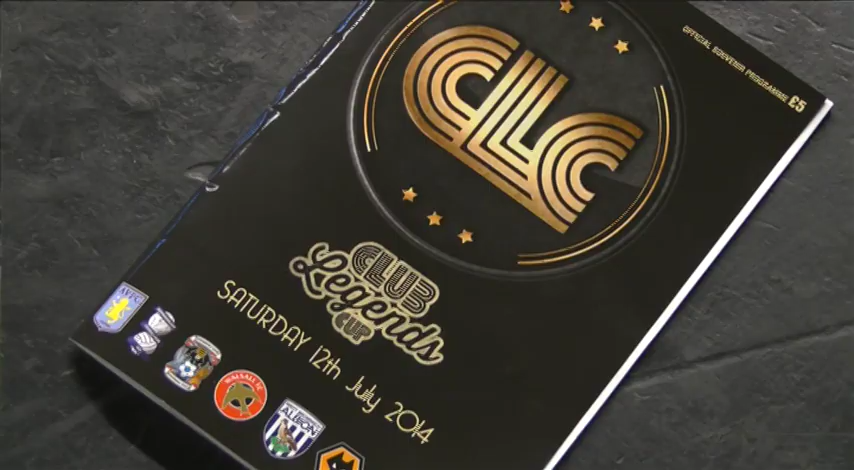 OFFICIAL SOUVENIR PROGRAMME £5
CLC
CLUB
Legends
CUP
SATURDAY 12th July 2014
AVFC
WALSALL FC
ALBION